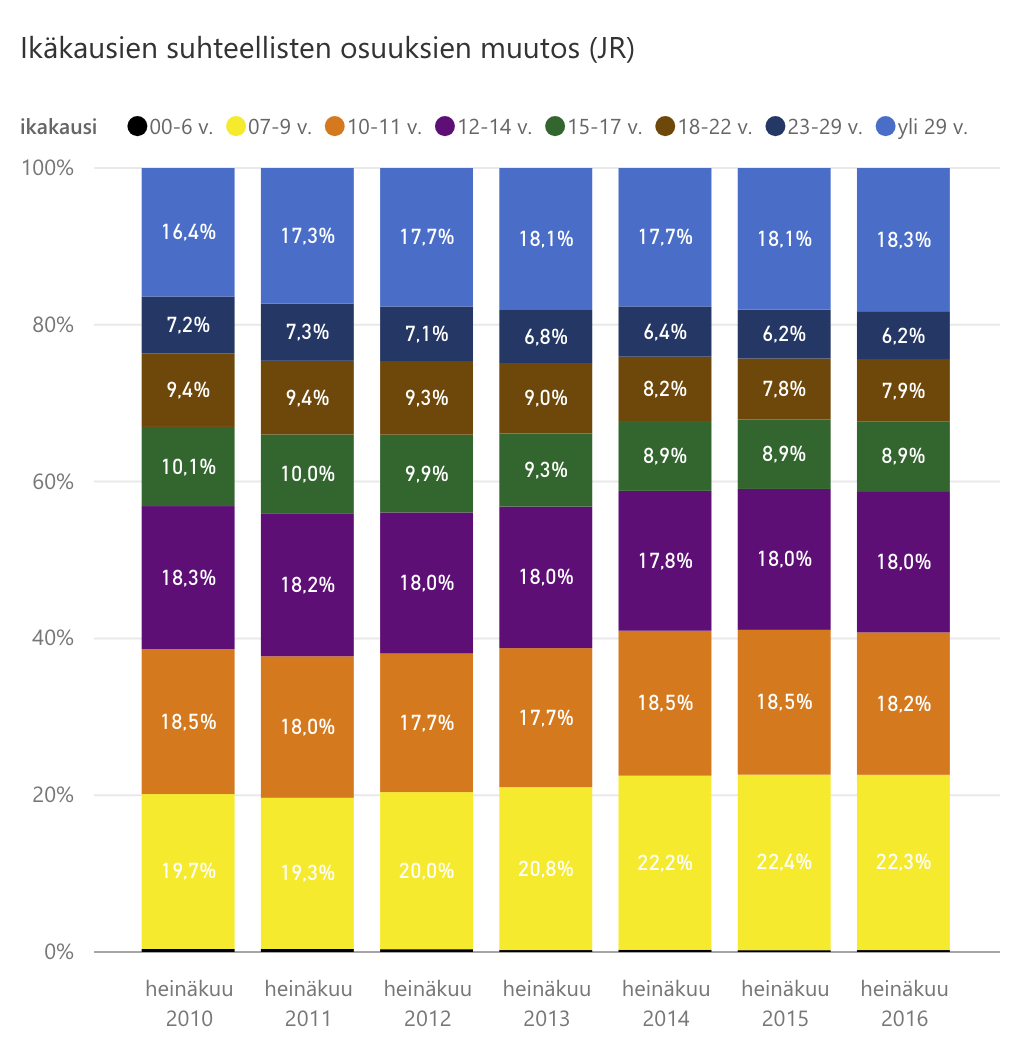 Ikäkausien suhteellisten osuuksien muutos (JR)
ikakausi 00-6 v. 07-9 v. 10-11 v. 12-14 v. 15-17 v. 18-22 v. 23-29 v. yli 29 v.
100%
80%
60%
40%
20%
0%
16,4% 17,3% 17,7% 18,1% 17,7% 18,1% 18,3%
7,2% 7,3% 7,1% 6,8% 6,4% 6,2% 6,2%
9,4% 9,4% 9,3% 9,0% 8,2% 7,8% 7,9%
10,1% 10,0% 9,9% 9,3% 8,9% 8,9% 8,9%
18,3% 18,2% 18,0% 18,0% 17,8% 18,0% 18,0%
18,5% 18,0% 17,7% 17,7% 18,5% 18,5% 18,2%
19,7% 19,3% 20,0% 20,8% 22,2% 22,4% 22,3%
heinäkuu heinäkuu heinäkuu heinäkuu heinäkuu heinäkuu heinäkuu
2010 2011 2012 2013 2014 2015 2016